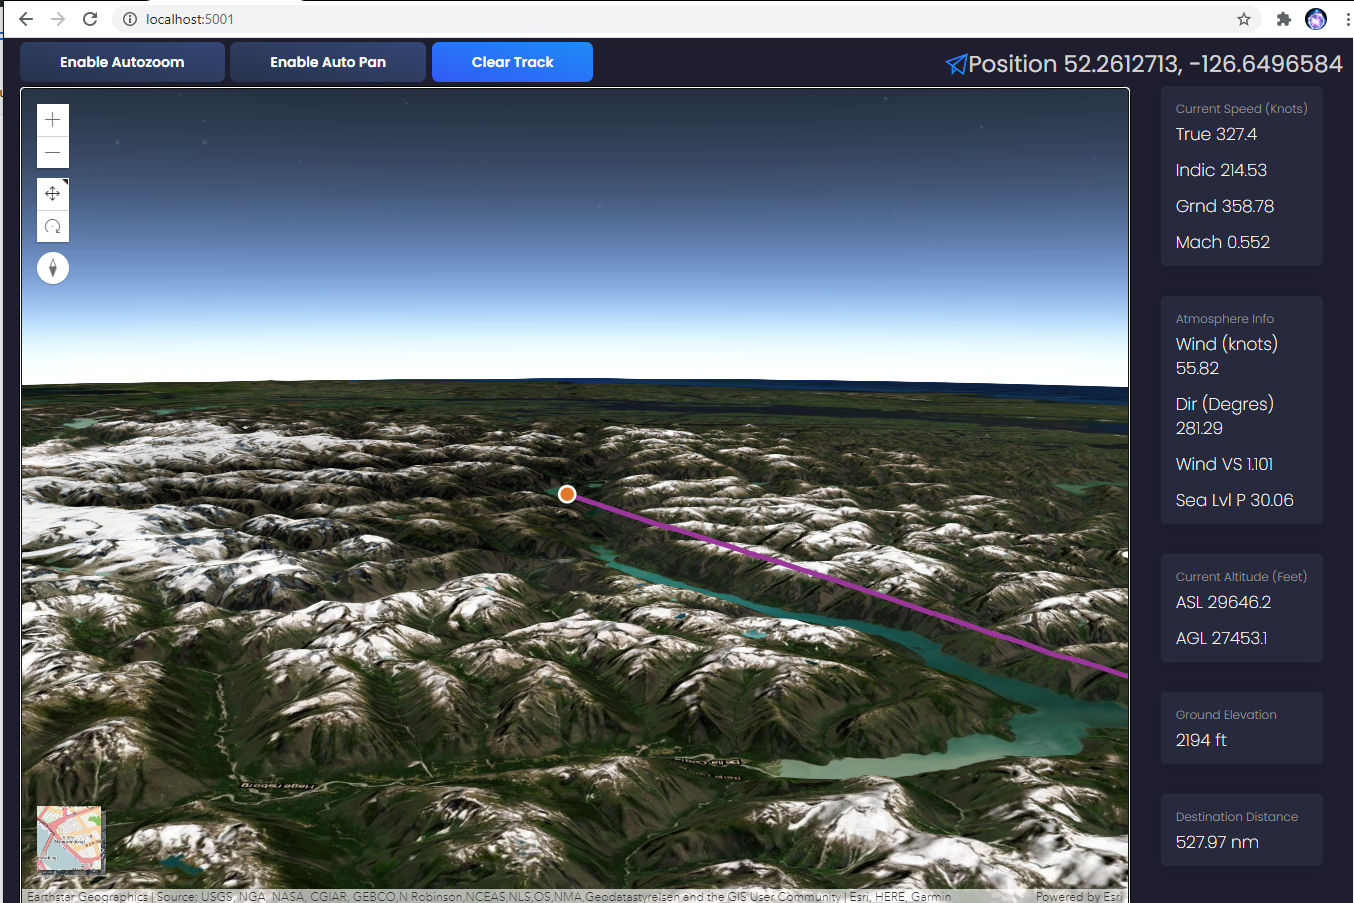 localhost:5001
Enable Autozoom
Enable Auto Pan
Clear Track
Position 52.2612713, -126.6496584
Current Speed (Knots)
True 327.4
Indic 214.53
Grnd 358.78
Mach 0.552
Atmosphere Info
Wind (knots)
55.82
Dir (Degres)
281.29
Wind VS 1.101
Sea Lvl P 30.06
Current Altitude (Feet)
ASL 29646.2
AGL 27453.1
Ground Elevation
2194 ft
Destination Distance
527.97 nm
Bella Coola
Hagensborg
Earthstar Geographics | Source: USGS, NGA, NASA, CGIAR, GEBCO,N Robinson,NCEAS,NLS,OS,NMA,Geodatastyrelsen and the GIS User Community | Esri, HERE, Garmin
Powered by Esri